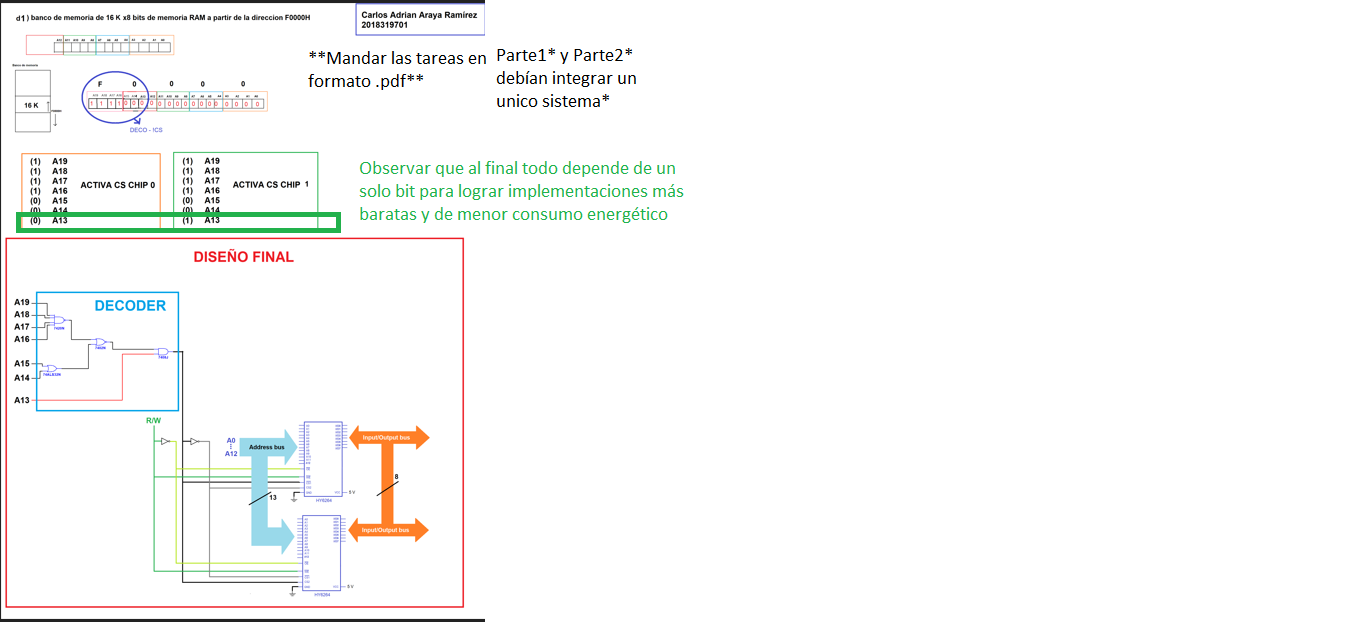 d1 ) banco de memoria de 16 K x8 bits de memoria RAM a partir de la direccion F0000H
Carlos Adrian Araya Ramírez
2018319701
**Mandar las tareas en
formato .pdf**
Parte1* y Parte2*
debían integrar un
unico sistema*
Banco de memoria
16 K
F 0 0 0 0
1 1 1 1 0 0 0 0 0 0 0 0 0 0 0 0 0 0 0 0
DECO - !CS
(1) A19
(1) A18
(1) A17
(1) A16
(0) A15
(0) A14
(0) A13
ACTIVA CS CHIP 0
(1) A19
(1) A18
(1) A17
(1) A16
(0) A15
(0) A14
(1) A13
ACTIVA CS CHIP 1
Observar que al final todo depende de un
solo bit para lograr implementaciones más
baratas y de menor consumo energético
DISEÑO FINAL
DECODER
A19
A18
A17
A16
A15
A14
A13
R/W
A0
A12
Address bus
13
Input/Output bus
8
5 V
HY6264
Input/Output bus
5 V
HY6264